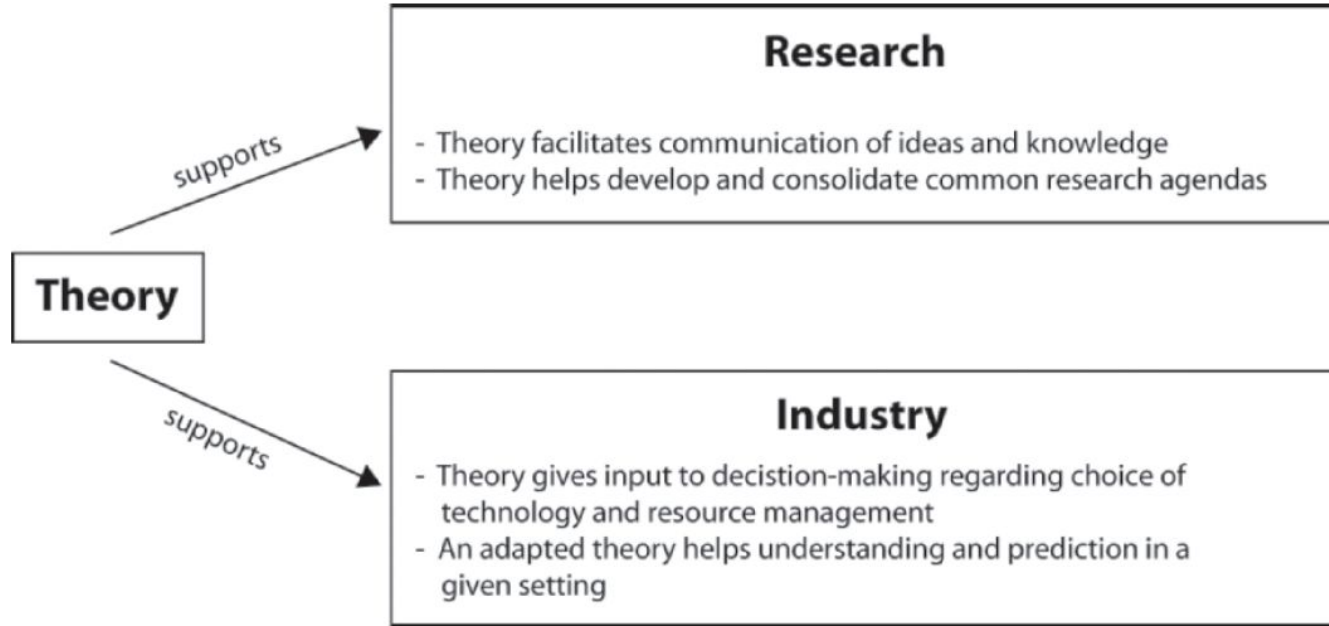 Research
supports
- Theory facilitates communication of ideas and knowledge
- Theory helps develop and consolidate common research agendas
Theory
supports
Industry
- Theory gives input to decistion-making regarding choice of
technology and resource management
- An adapted theory helps understanding and prediction in a
given setting